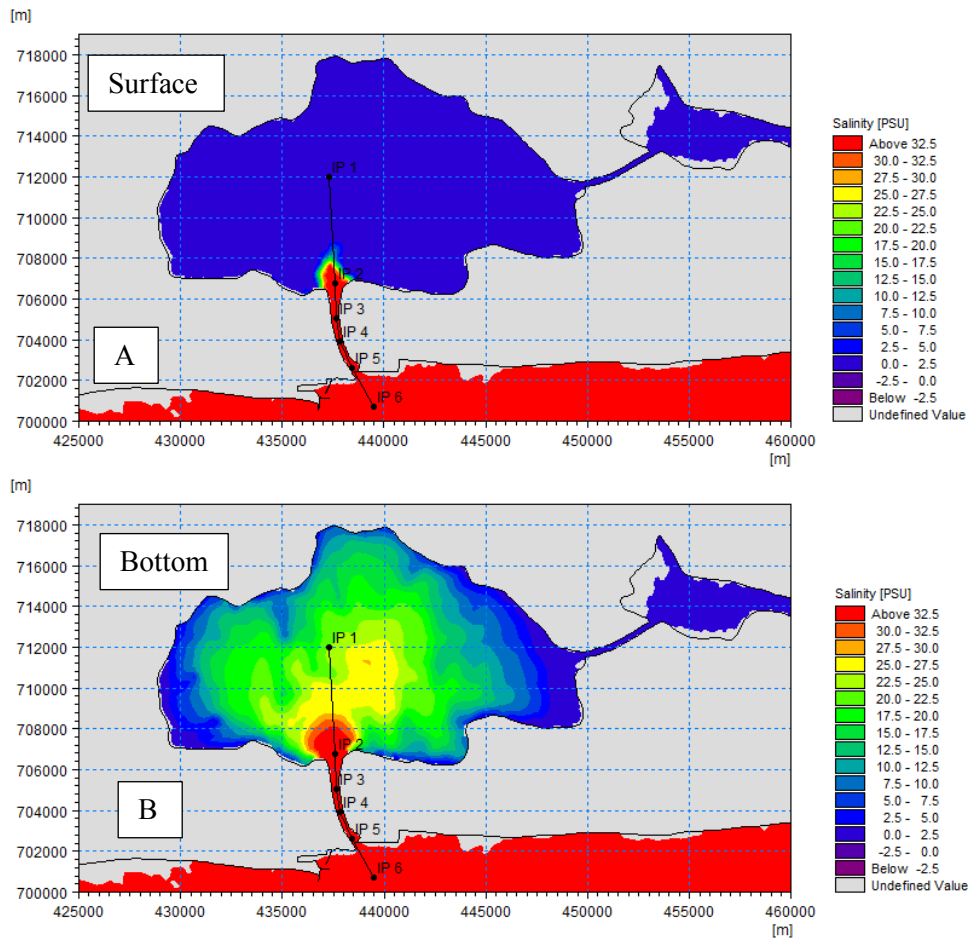 [m]
718000
Surface
716000
714000
Salinity [PSU]
Above 32.5
30.0 - 32.5
712000
IP 1
27.5 - 30.0
25.0 - 27.5
22.5 - 25.0
710000
20.0 - 22.5
17.5 - 20.0
15.0 - 17.5
708000
12.5 - 15.0
10.0 - 12.5
IP 2
7.5 - 10.0
706000
5.0 - 7.5
IP 3
2.5 - 5.0
704000
A
IP 4
0.0 - 2.5
-2.5 - 0.0
IP 5
Below -2.5
702000
Undefined Value
IP 6
700000
425000 430000 435000 440000 445000 450000 455000 460000
[m]
[m]
718000
Bottom
716000
714000
Salinity [PSU]
Above 32.5
30.0 - 32.5
712000
IP 1
27.5 - 30.0
25.0 - 27.5
22.5 - 25.0
710000
20.0 - 22.5
17.5 - 20.0
15.0 - 17.5
708000
12.5 - 15.0
10.0 - 12.5
IP 2
7.5 - 10.0
706000
5.0 - 7.5
IP 3
2.5 - 5.0
704000
B
IP 4
0.0 - 2.5
-2.5 - 0.0
IP 5
Below -2.5
702000
Undefined Value
IP 6
700000
425000 430000 435000 440000 445000 450000 455000 460000
[m]